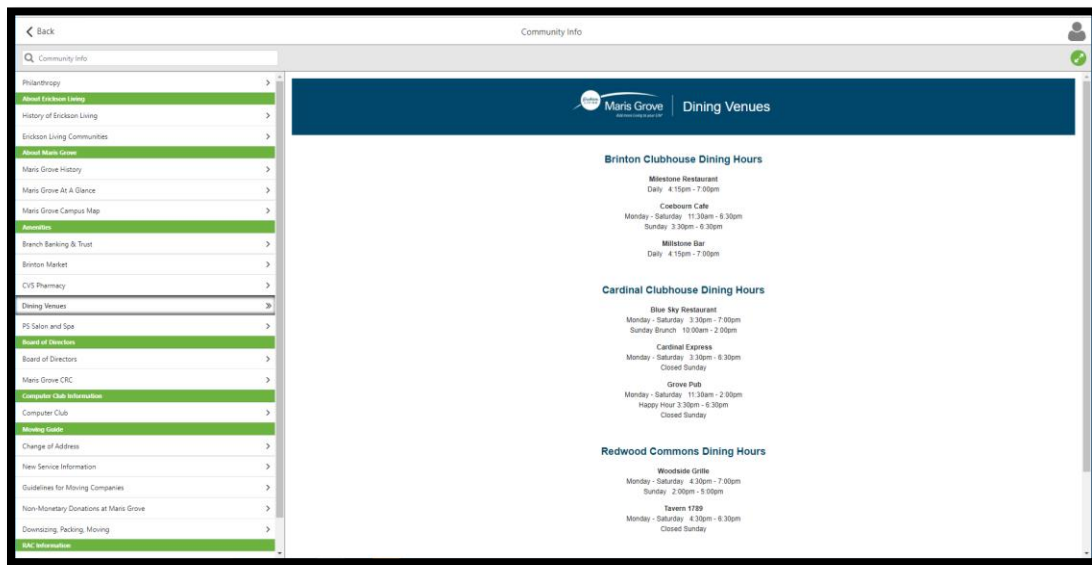 Back
Community Info
Community Info
Philanthropy
About Erickson Living
History of Erickson Living
Erickson Living Communities
About Maris Grove
Maris Grove History
Maris Grove At A Glance
Maris Grove Campus Map
Amenities
Branch Banking & Trust
Brinton Market
CVS Pharmacy
Dining Venues
PS Salon and Spa
Board of Directors
Board of Directors
Maris Grove CRC
Computer Club Information
Computer Club
Moving Guide
Change of Address
New Service Information
Guidelines for Moving Companies
Non-Monetary Donations at Maris Grove
Downsizing, Packing, Moving
RAC Information
Maris Grove
Dining Venues
Brinton Clubhouse Dining Hours
Milestone Restaurant
Daily 4:15pm - 7:00pm
Coebourn Cafe
Monday - Saturday 11:30am - 6:30pm
Sunday 3:30pm - 6:30pm
Millstone Bar
Daily 4:15pm - 7:00pm
Cardinal Clubhouse Dining Hours
Blue Sky Restaurant
Monday - Saturday 3:30pm - 7:00pm
Sunday Brunch 10:00am - 2:00pm
Cardinal Express
Monday - Saturday 3:30pm - 6:30pm
Closed Sunday
Grove Pub
Monday - Saturday 11:30am - 2:00pm
Happy Hour 3:30pm - 6:30pm
Closed Sunday
Redwood Commons Dining Hours
Woodside Grille
Monday - Saturday 4:30pm - 7:00pm
Sunday 2:00pm - 5:00pm
Tavern 1789
Monday - Saturday 4:30pm - 6:30pm
Closed Sunday